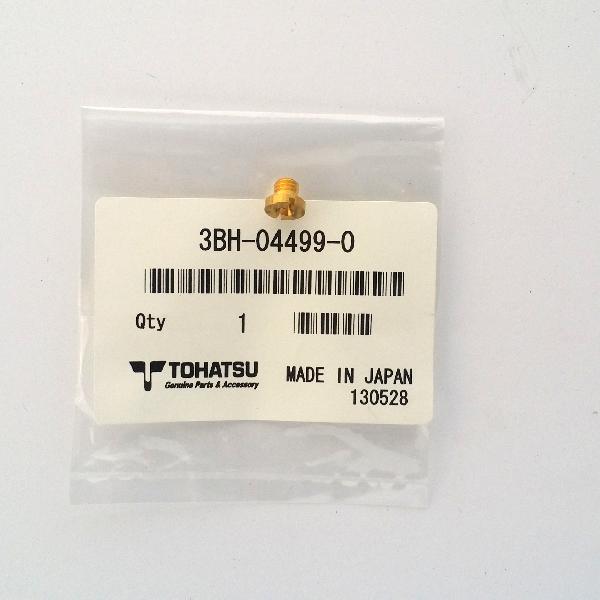 3BH-04499-0
Qty 1
TOHATSU
Genuine Parts & Accessory
MADE IN JAPAN
130528